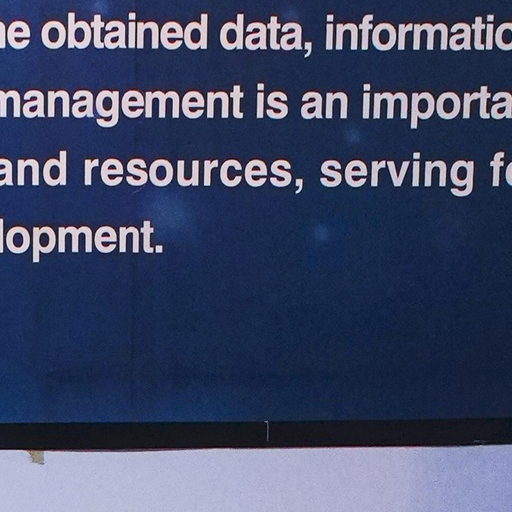 he obtained data, informatio
management is an importa
and resources, serving fo
lopment.